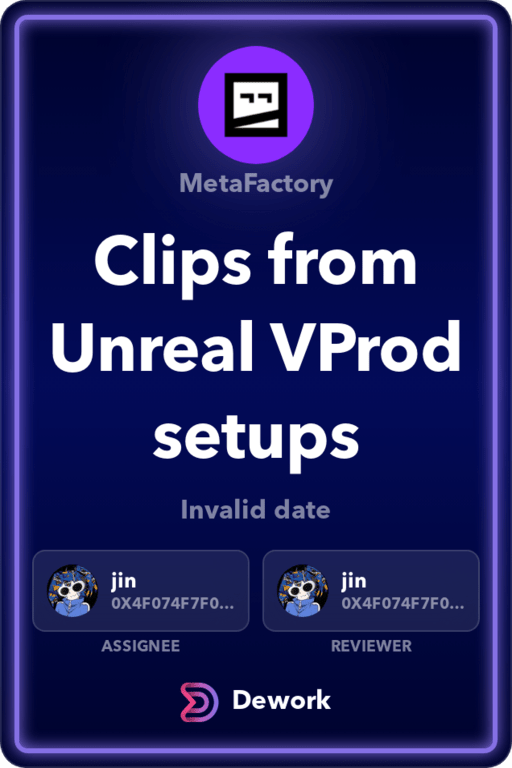 MetaFactory
Clips from
Unreal VProd
setups
Invalid date
jin
0X4F074F7F0...
ASSIGNEE
jin
0X4F074F7F0...
REVIEWER
Dework